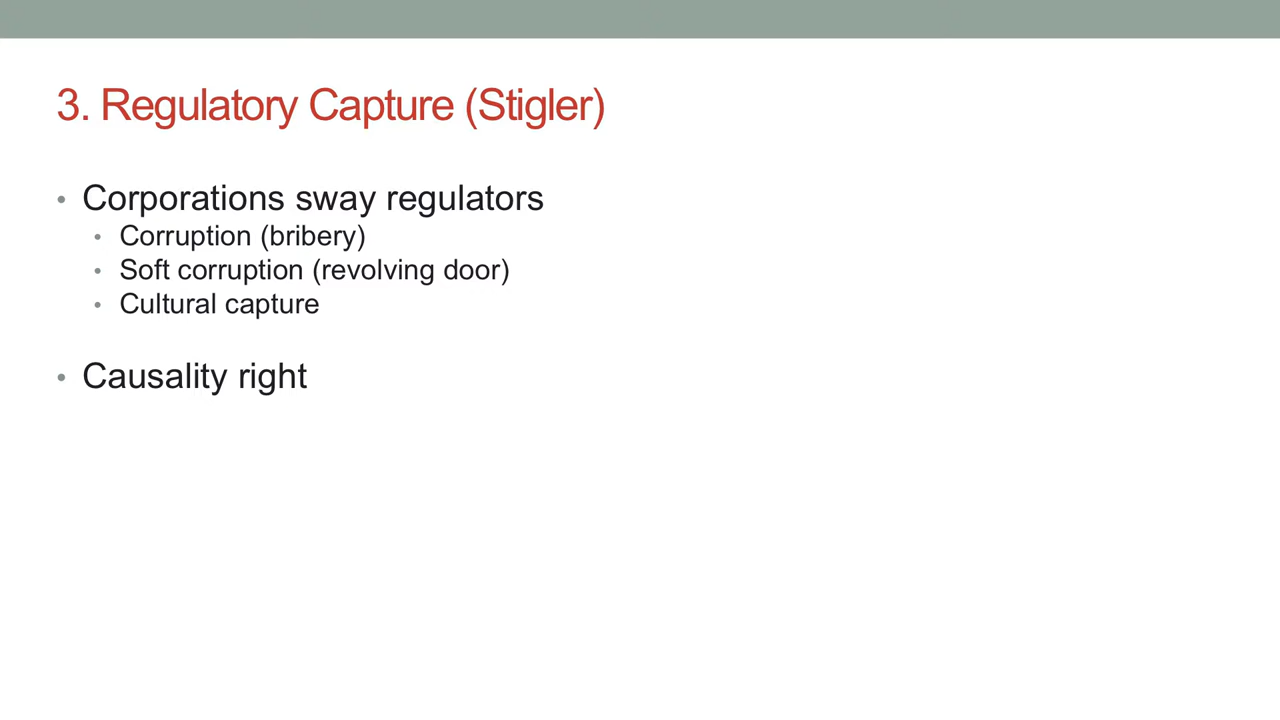 3. Regulatory Capture (Stigler)
• Corporations sway regulators
• Corruption (bribery)
• Soft corruption (revolving door)
• Cultural capture
• Causality right